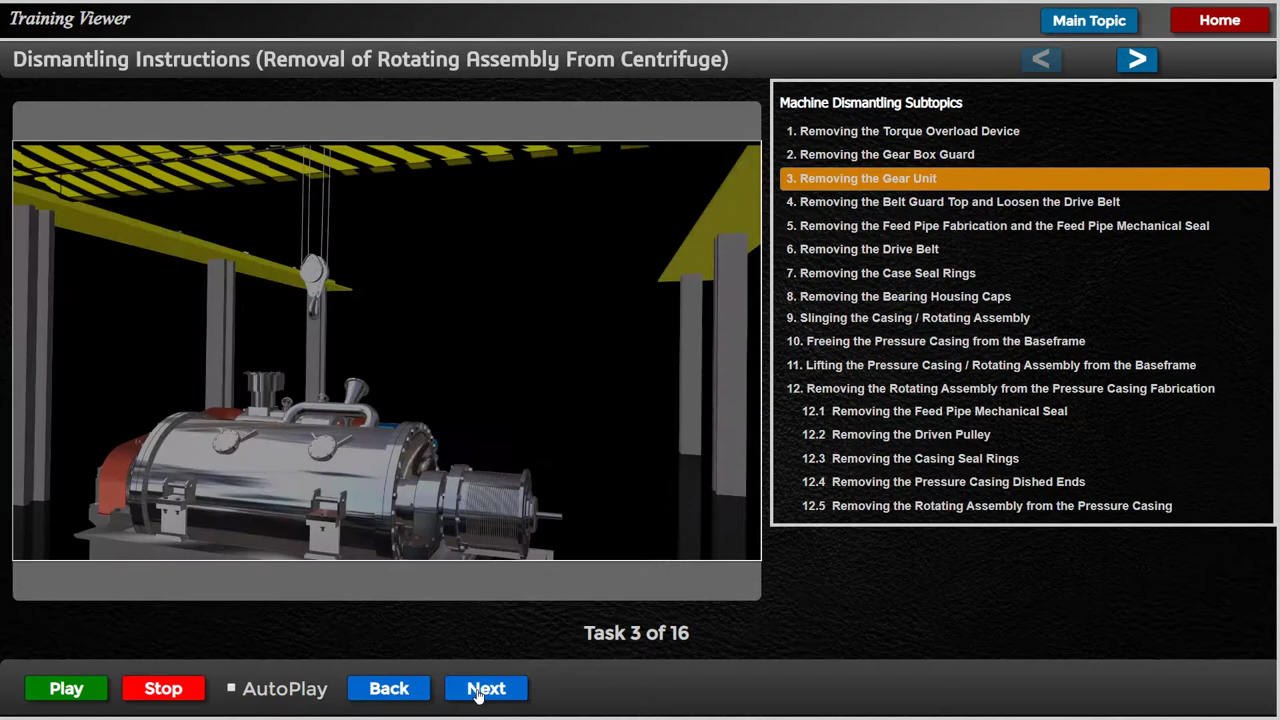 Training Viewer
Main Topic
Home
Dismantling Instructions (Removal of Rotating Assembly From Centrifuge)
<
>
Machine Dismantling Subtopics
1. Removing the Torque Overload Device
2. Removing the Gear Box Guard
3. Removing the Gear Unit
4. Removing the Belt Guard Top and Loosen the Drive Belt
5. Removing the Feed Pipe Fabrication and the Feed Pipe Mechanical Seal
6. Removing the Drive Belt
7. Removing the Case Seal Rings
8. Removing the Bearing Housing Caps
9. Slinging the Casing / Rotating Assembly
10. Freeing the Pressure Casing from the Baseframe
11. Lifting the Pressure Casing / Rotating Assembly from the Baseframe
12. Removing the Rotating Assembly from the Pressure Casing Fabrication
12.1 Removing the Feed Pipe Mechanical Seal
12.2 Removing the Driven Pulley
12.3 Removing the Casing Seal Rings
12.4 Removing the Pressure Casing Dished Ends
12.5 Removing the Rotating Assembly from the Pressure Casing
Task 3 of 16
Play
Stop
AutoPlay
Back
Next